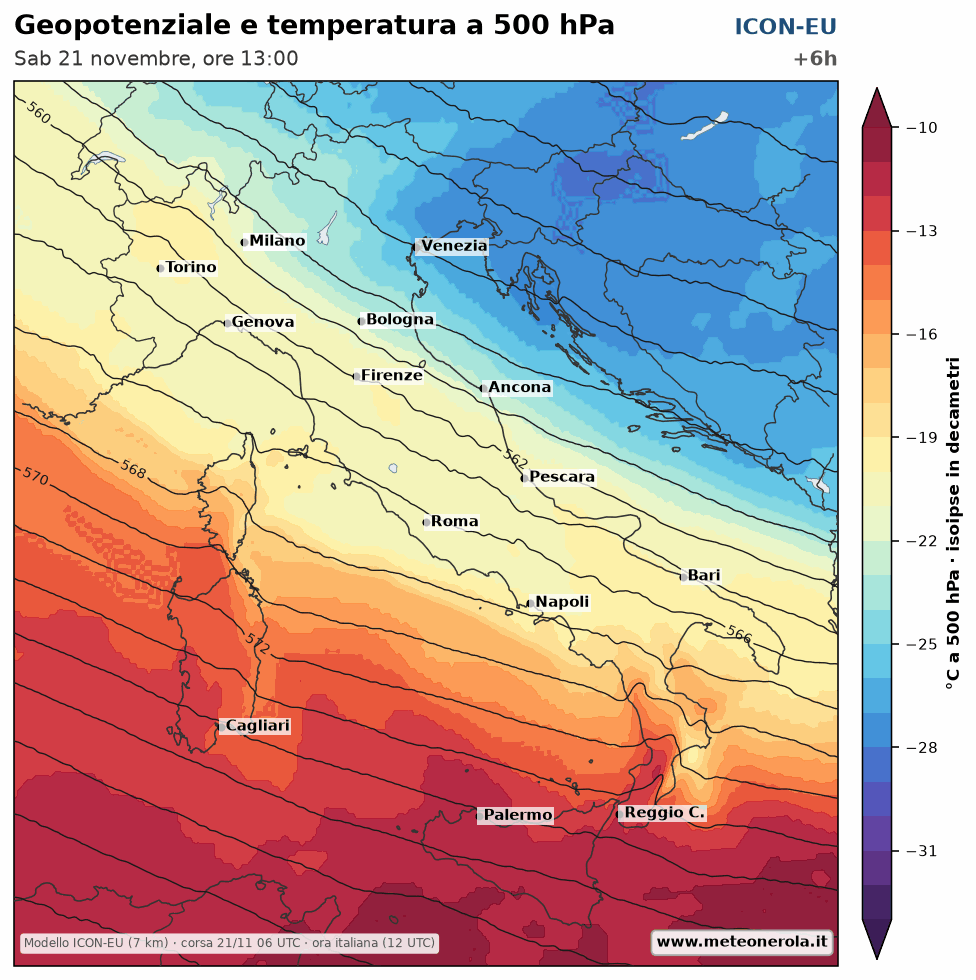 Geopotenziale e temperatura a 500 hPa
ICON-EU
Sab 21 novembre, ore 13:00
+6h
560
Milano
Venezia
Torino
Genova
Bologna
Firenze
Ancona
562
568
570
Pescara
Roma
Bari
Napoli
566
572
Cagliari
Palermo
Reggio C.
−10
−13
−16
−19
−22
−25
−28
−31
°C a 500 hPa · isoipse in decametri
Modello ICON-EU (7 km) · corsa 21/11 06 UTC · ora italiana (12 UTC)
www.meteonerola.it